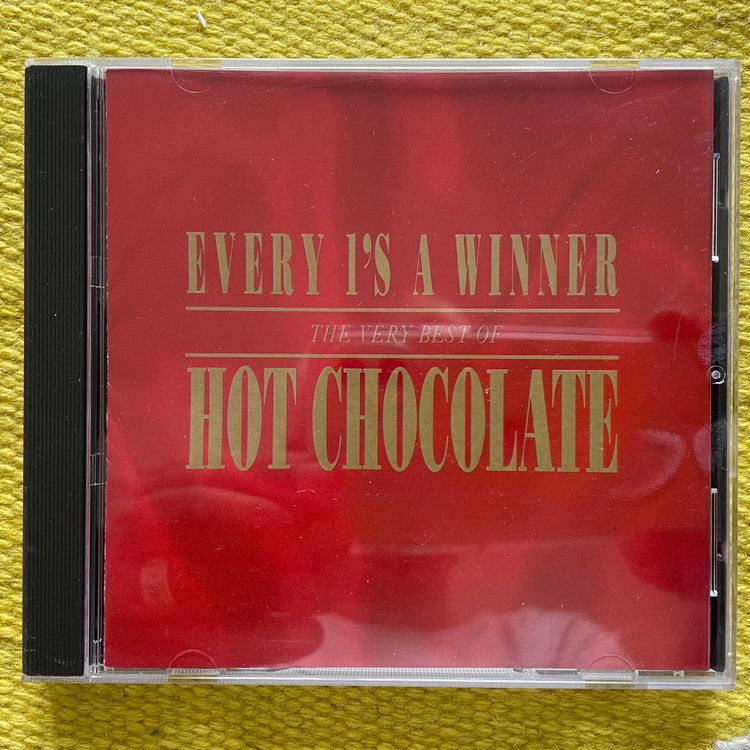 EVERY 1'S A WINNER
THE VERY BEST OF
HOT CHOCOLATE